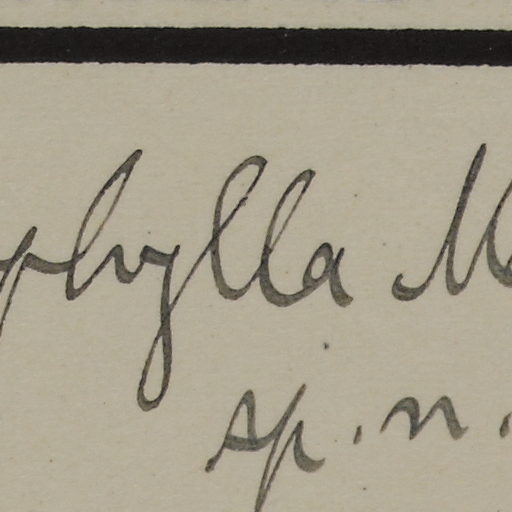 phylla M
sp. n.